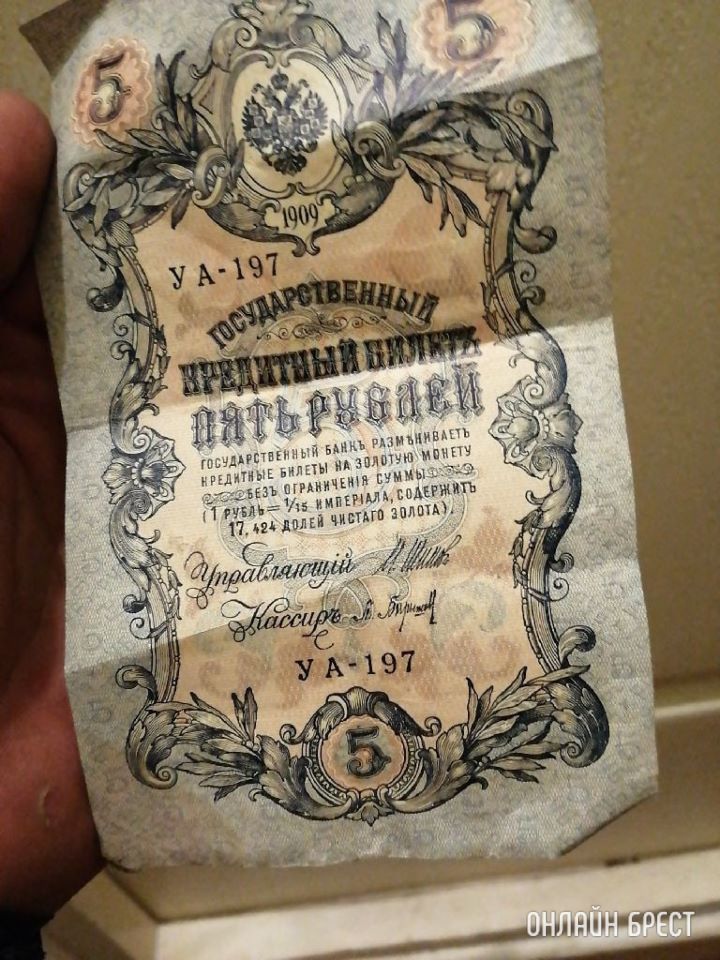 5 5
1909
УА-197
ГОСУДАРСТВЕННЫЙ
КРЕДИТНЫЙ БИЛЕТЪ
ПЯТЬ РУБЛЕЙ
ГОСУДАРСТВЕННЫЙ БАНКЪ РАЗМѢНИВАЕТЪ
КРЕДИТНЫЕ БИЛЕТЫ НА ЗОЛОТУЮ МОНЕТУ
БЕЗЪ ОГРАНИЧЕНІЯ СУММЫ
(1 РУБЛЬ = 1/15 ИМПЕРІАЛА, СОДЕРЖИТЪ
17,424 ДОЛЕЙ ЧИСТАГО ЗОЛОТА).
Управляющій И. Шипов
Кассиръ
УА-197
5
ОНЛАЙН БРЕСТ